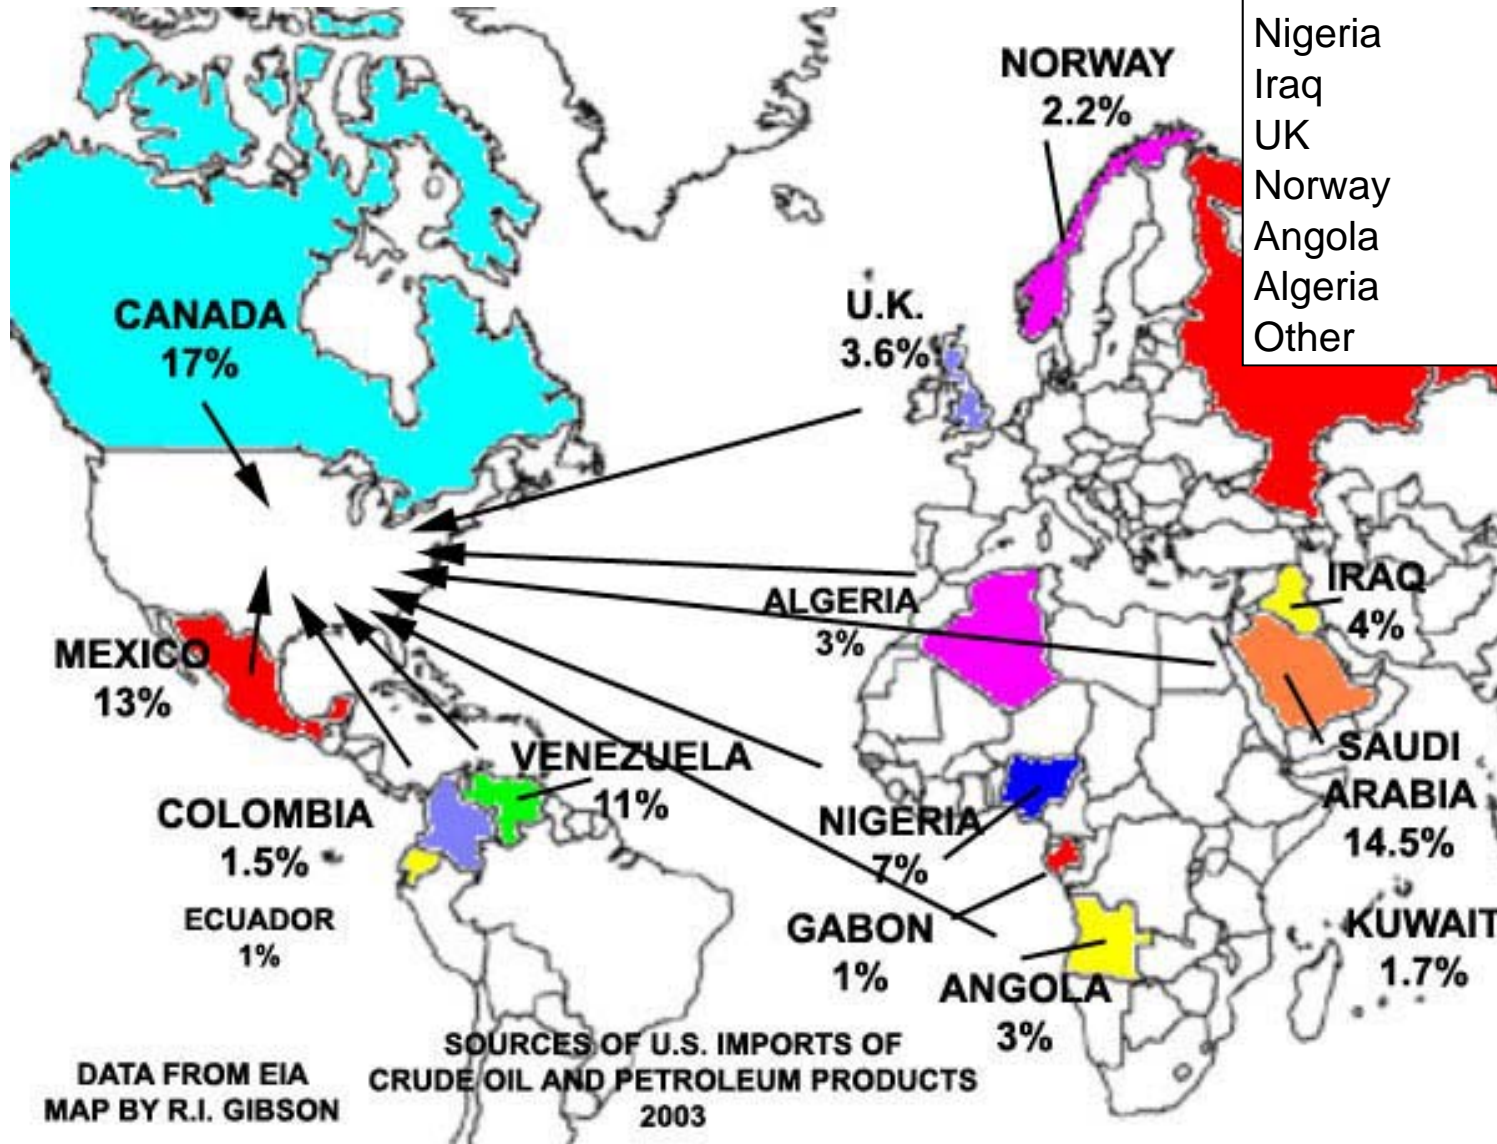 Nigeria
Iraq
UK
Norway
Angola
Algeria
Other
NORWAY
2.2%
U.K.
3.6%
CANADA
17%
IRAQ
4%
ALGERIA
3%
MEXICO
13%
SAUDI
ARABIA
14.5%
VENEZUELA
11%
COLOMBIA
1.5%
NIGERIA
7%
ECUADOR
1%
GABON
1%
KUWAIT
1.7%
ANGOLA
3%
SOURCES OF U.S. IMPORTS OF
CRUDE OIL AND PETROLEUM PRODUCTS
2003
DATA FROM EIA
MAP BY R.I. GIBSON